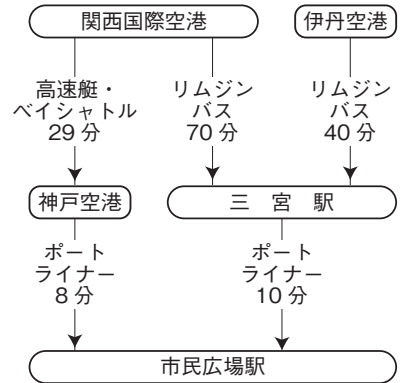 関西国際空港
伊丹空港
高速艇・
ベイシャトル
29分
リムジン
バス
70分
リムジン
バス
40分
神戸空港
三宮駅
ポート
ライナー
8分
ポート
ライナー
10分
市民広場駅